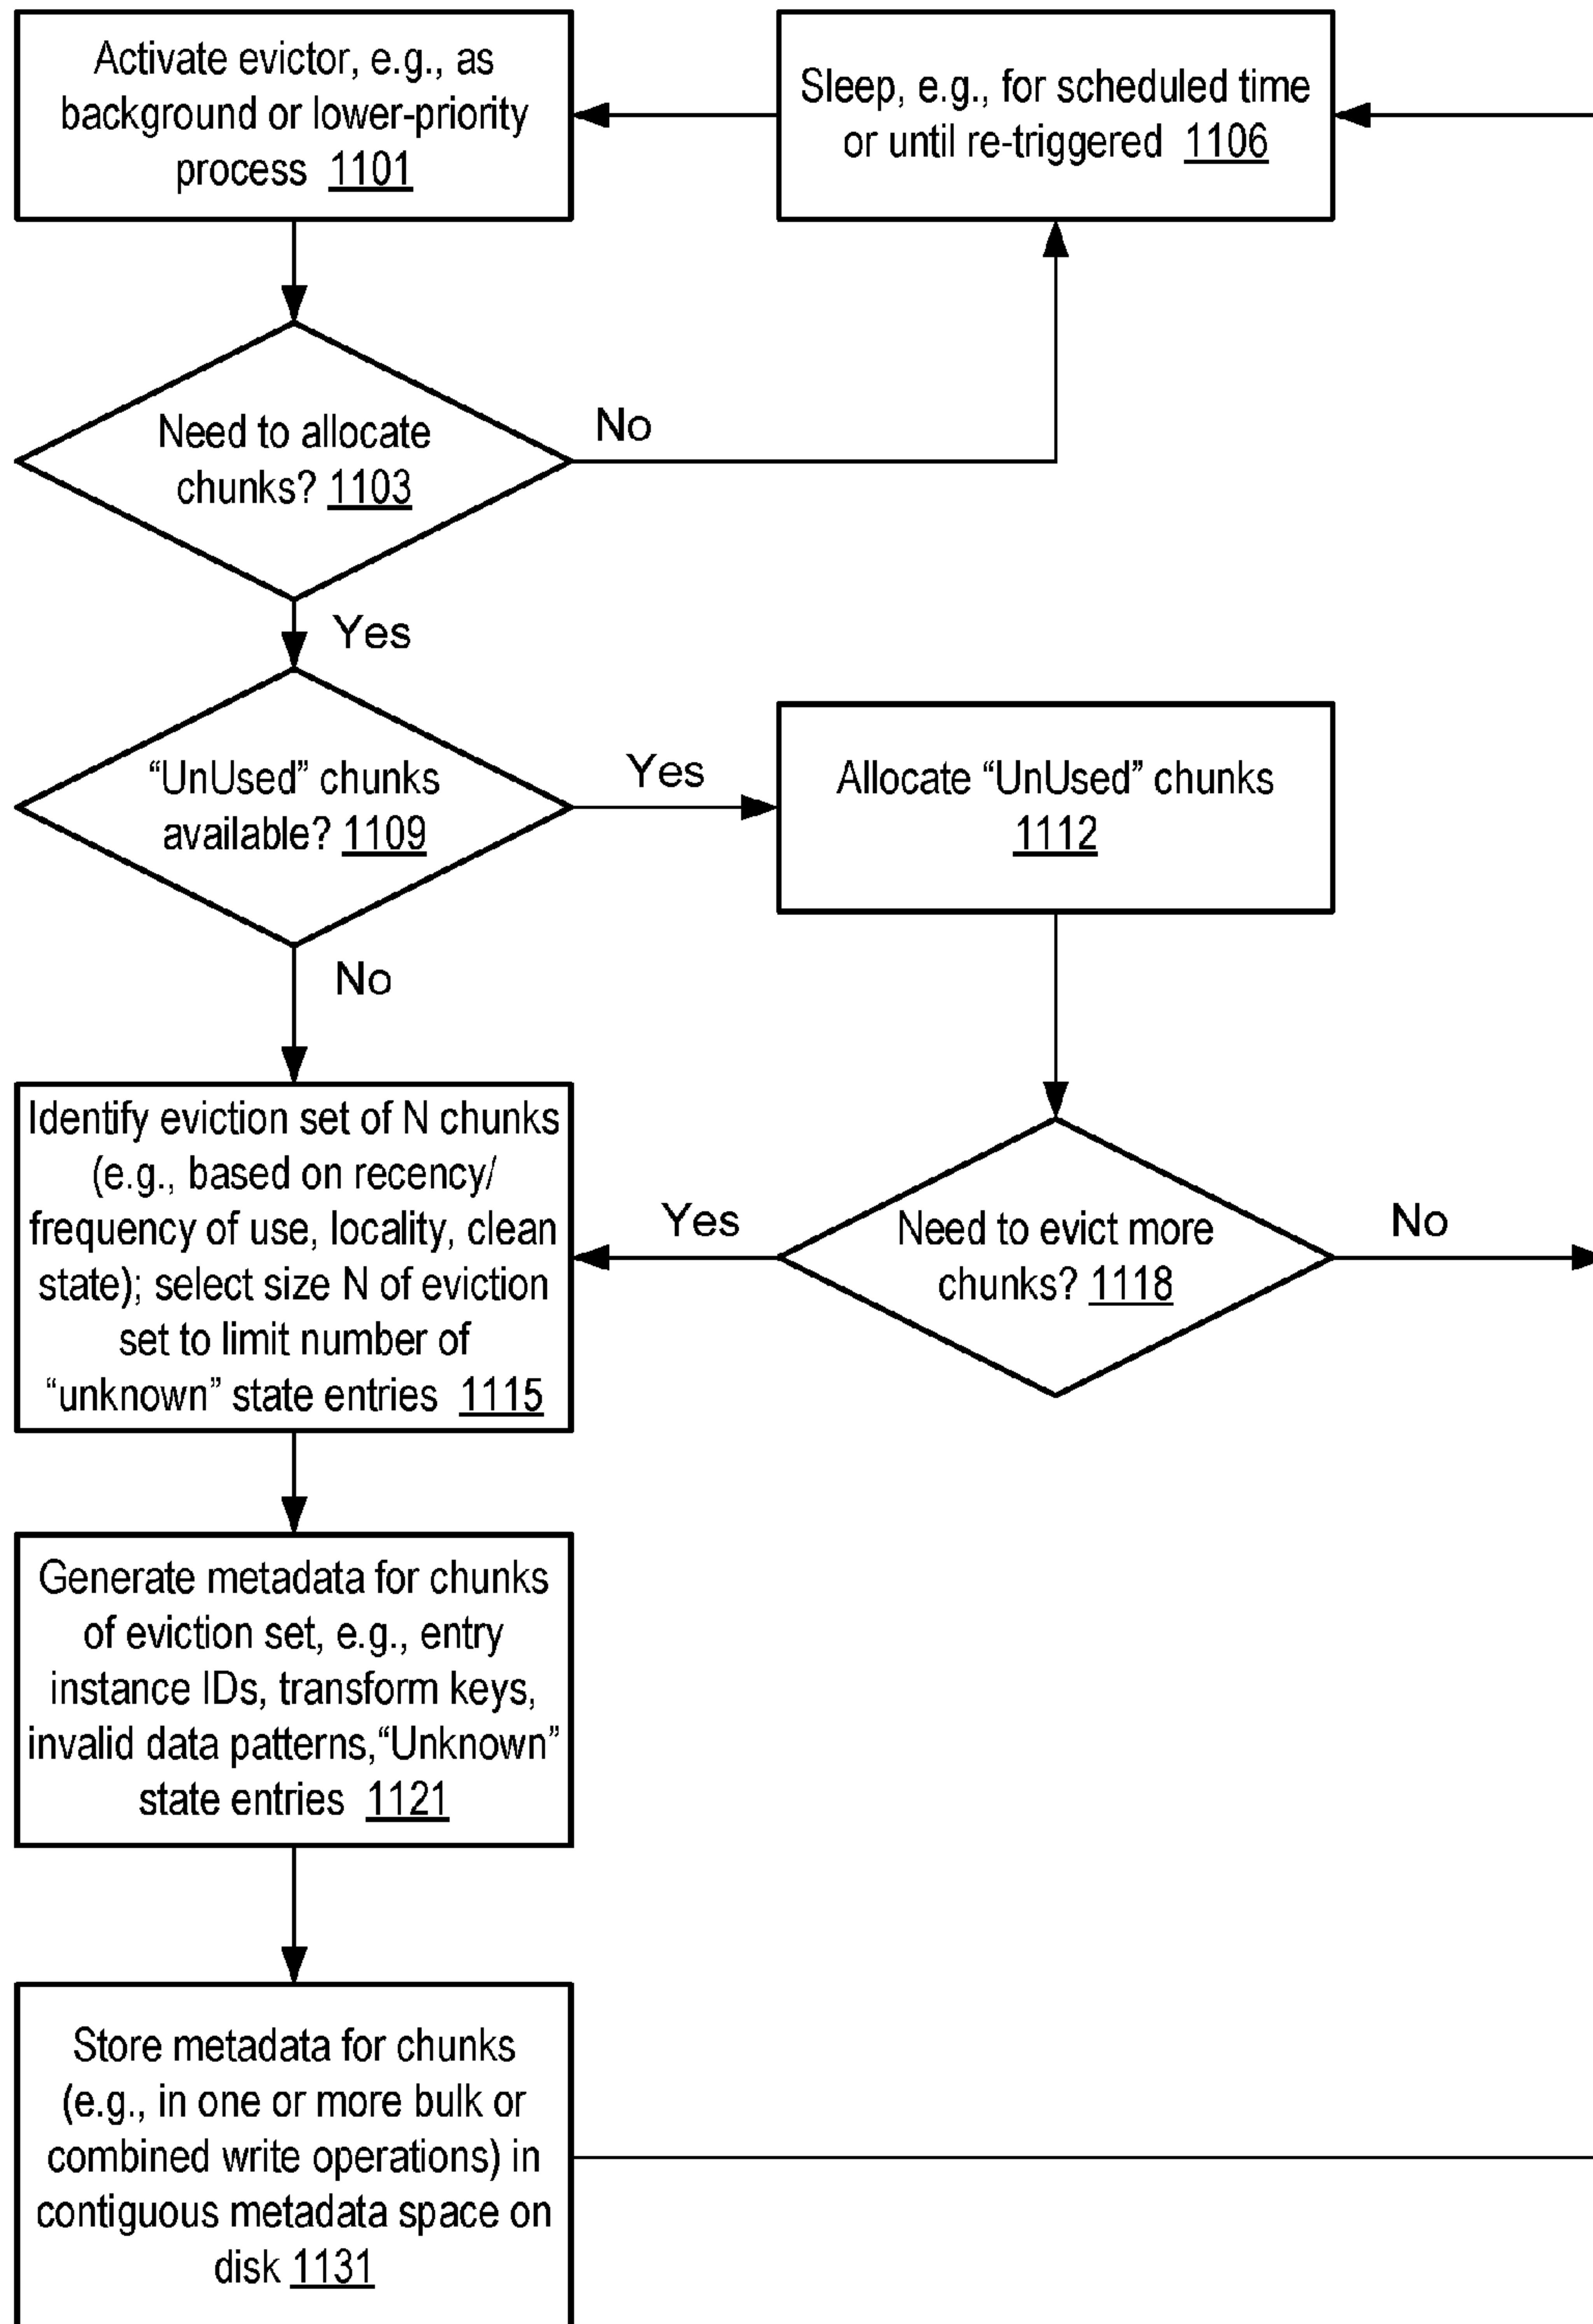 Activate evictor, e.g., as
background or lower-priority
process 1101
Sleep, e.g., for scheduled time
or until re-triggered 1106
Need to allocate
chunks? 1103
No
Yes
“UnUsed” chunks
available? 1109
Yes
Allocate “UnUsed” chunks
1112
No
Identify eviction set of N chunks
(e.g., based on recency/
frequency of use, locality, clean
state); select size N of eviction
set to limit number of
“unknown” state entries 1115
Yes
Need to evict more
chunks? 1118
No
Generate metadata for chunks
of eviction set, e.g., entry
instance IDs, transform keys,
invalid data patterns,“Unknown”
state entries 1121
Store metadata for chunks
(e.g., in one or more bulk or
combined write operations) in
contiguous metadata space on
disk 1131